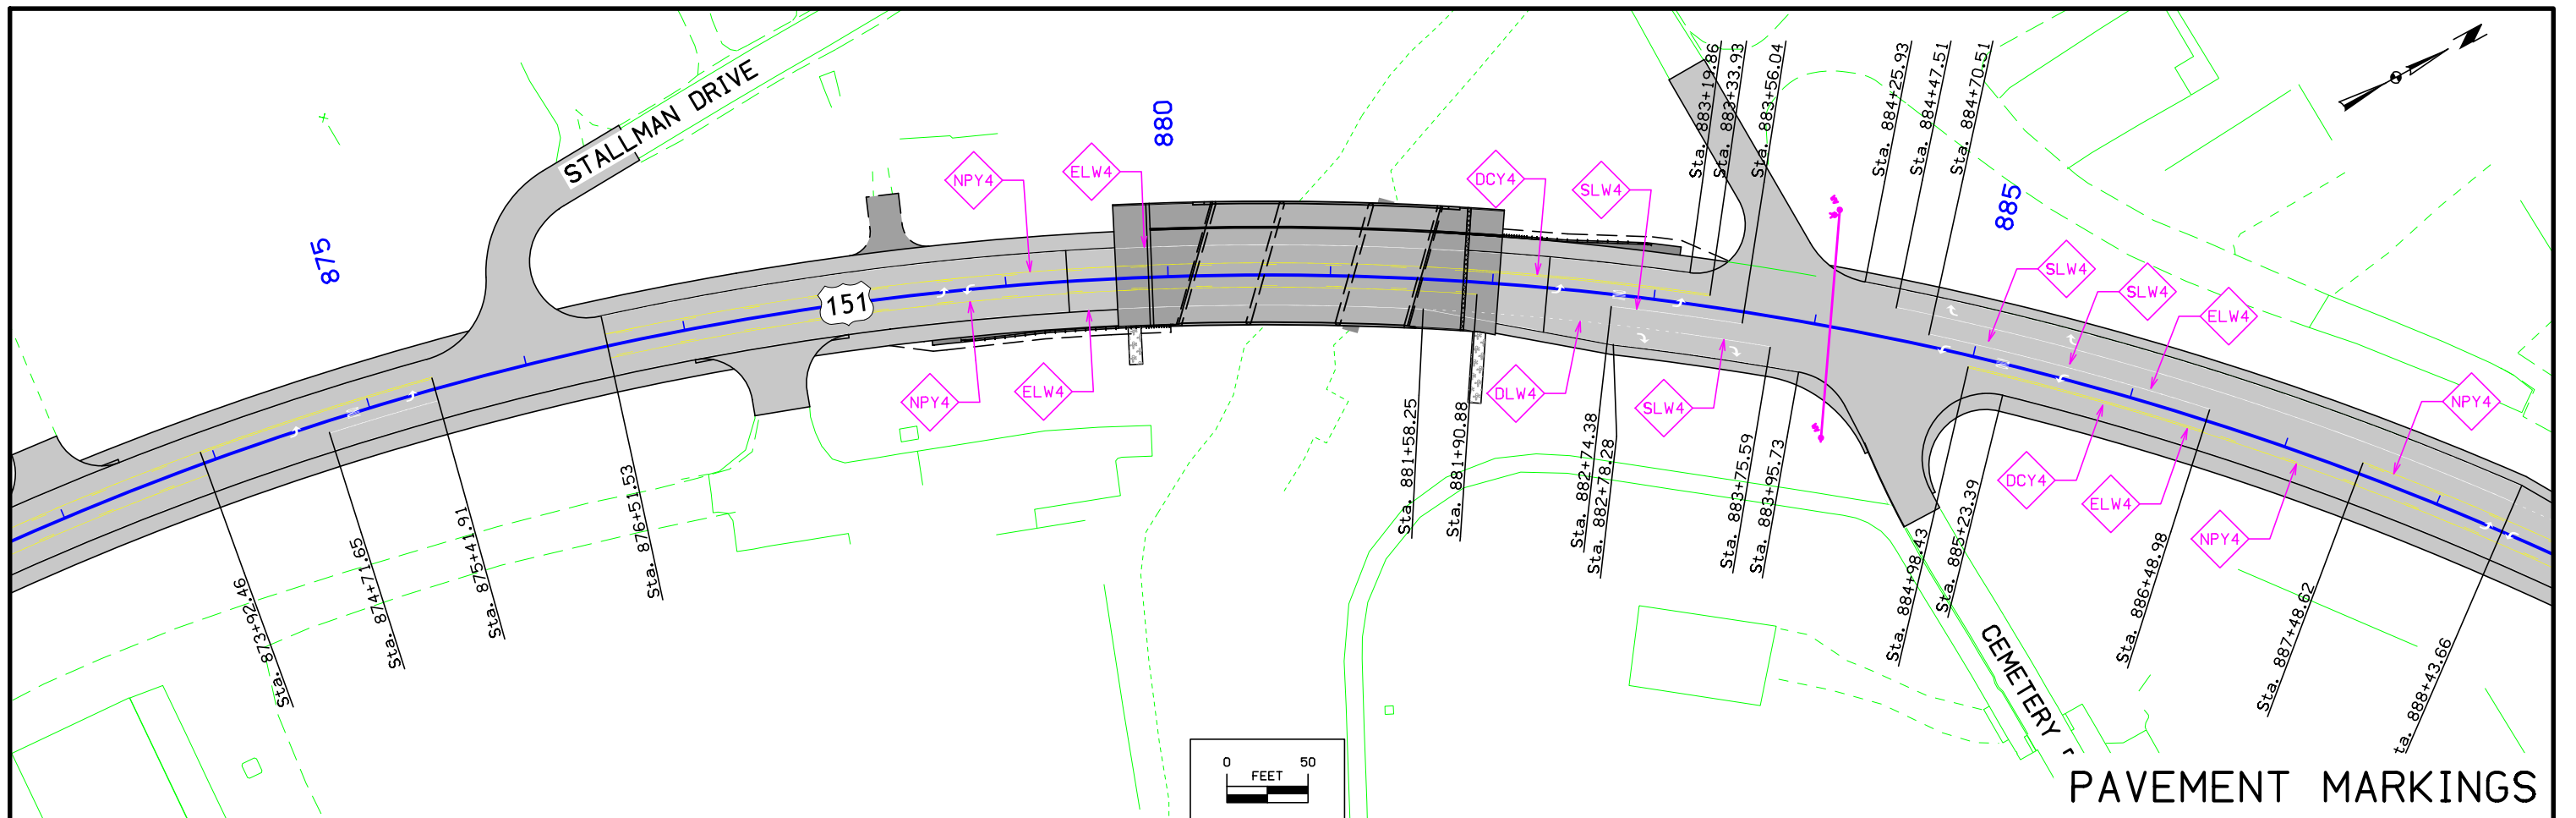 STALLMAN DRIVE
875
880
885
151
N
NPY4
ELW4
DCY4
SLW4
Sta. 883+19.86
Sta. 883+33.93
Sta. 883+56.04
Sta. 884+25.93
Sta. 884+47.51
Sta. 884+70.51
SLW4
SLW4
ELW4
NPY4
NPY4
ELW4
DLW4
SLW4
DCY4
ELW4
NPY4
Sta. 873+92.46
Sta. 874+71.65
Sta. 875+41.91
Sta. 876+51.53
Sta. 881+58.25
Sta. 881+90.88
Sta. 882+74.38
Sta. 882+78.28
Sta. 883+75.59
Sta. 883+95.73
Sta. 884+98.43
Sta. 885+23.39
Sta. 886+48.98
Sta. 887+48.62
ta. 888+43.66
CEMETERY
0 50
FEET
PAVEMENT MARKINGS